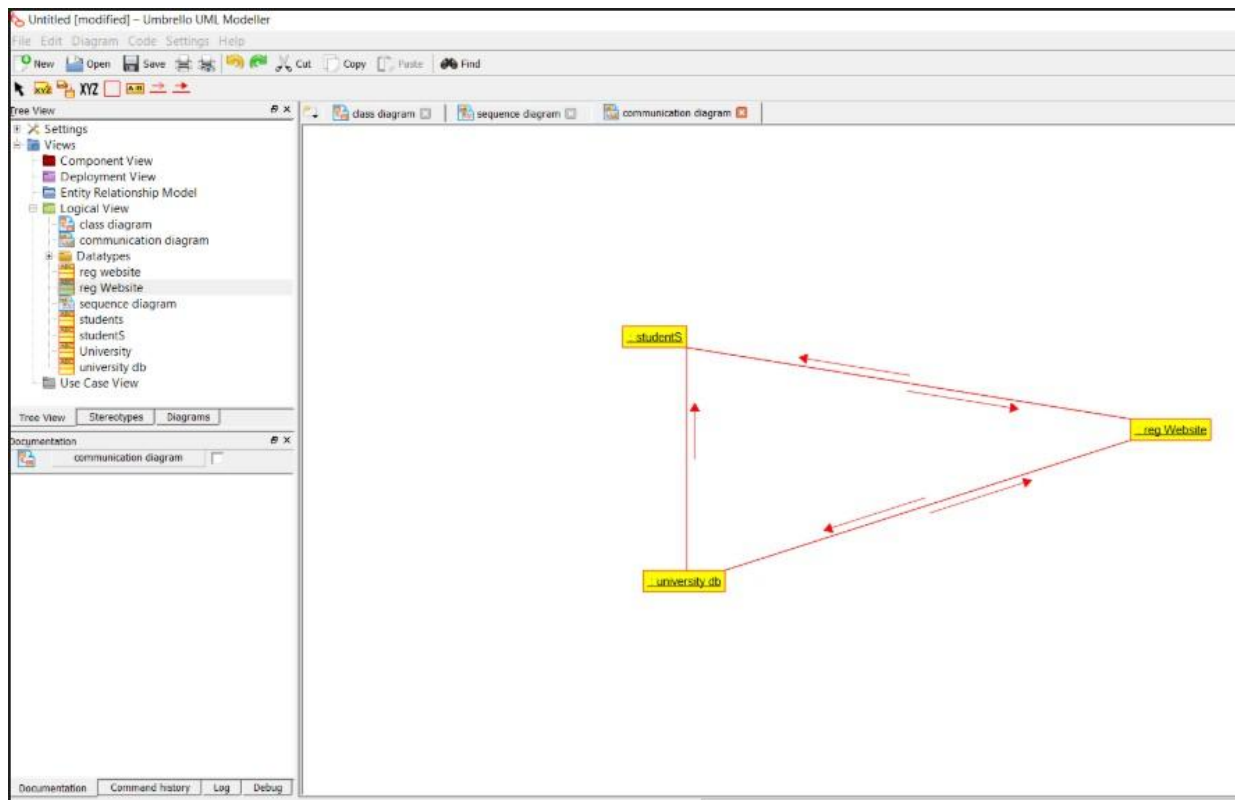 Untitled [modified] – Umbrello UML Modeller
File Edit Diagram Code Settings Help
New Open Save Cut Copy Paste Find
XYZ XYZ A-B
Tree View
class diagram sequence diagram communication diagram
Settings
Views
Component View
Deployment View
Entity Relationship Model
Logical View
class diagram
communication diagram
Datatypes
reg website
reg Website
sequence diagram
students
studentS
University
university db
Use Case View
Tree View Stereotypes Diagrams
Documentation
communication diagram
: studentS
: reg Website
: university db
Documentation Command history Log Debug